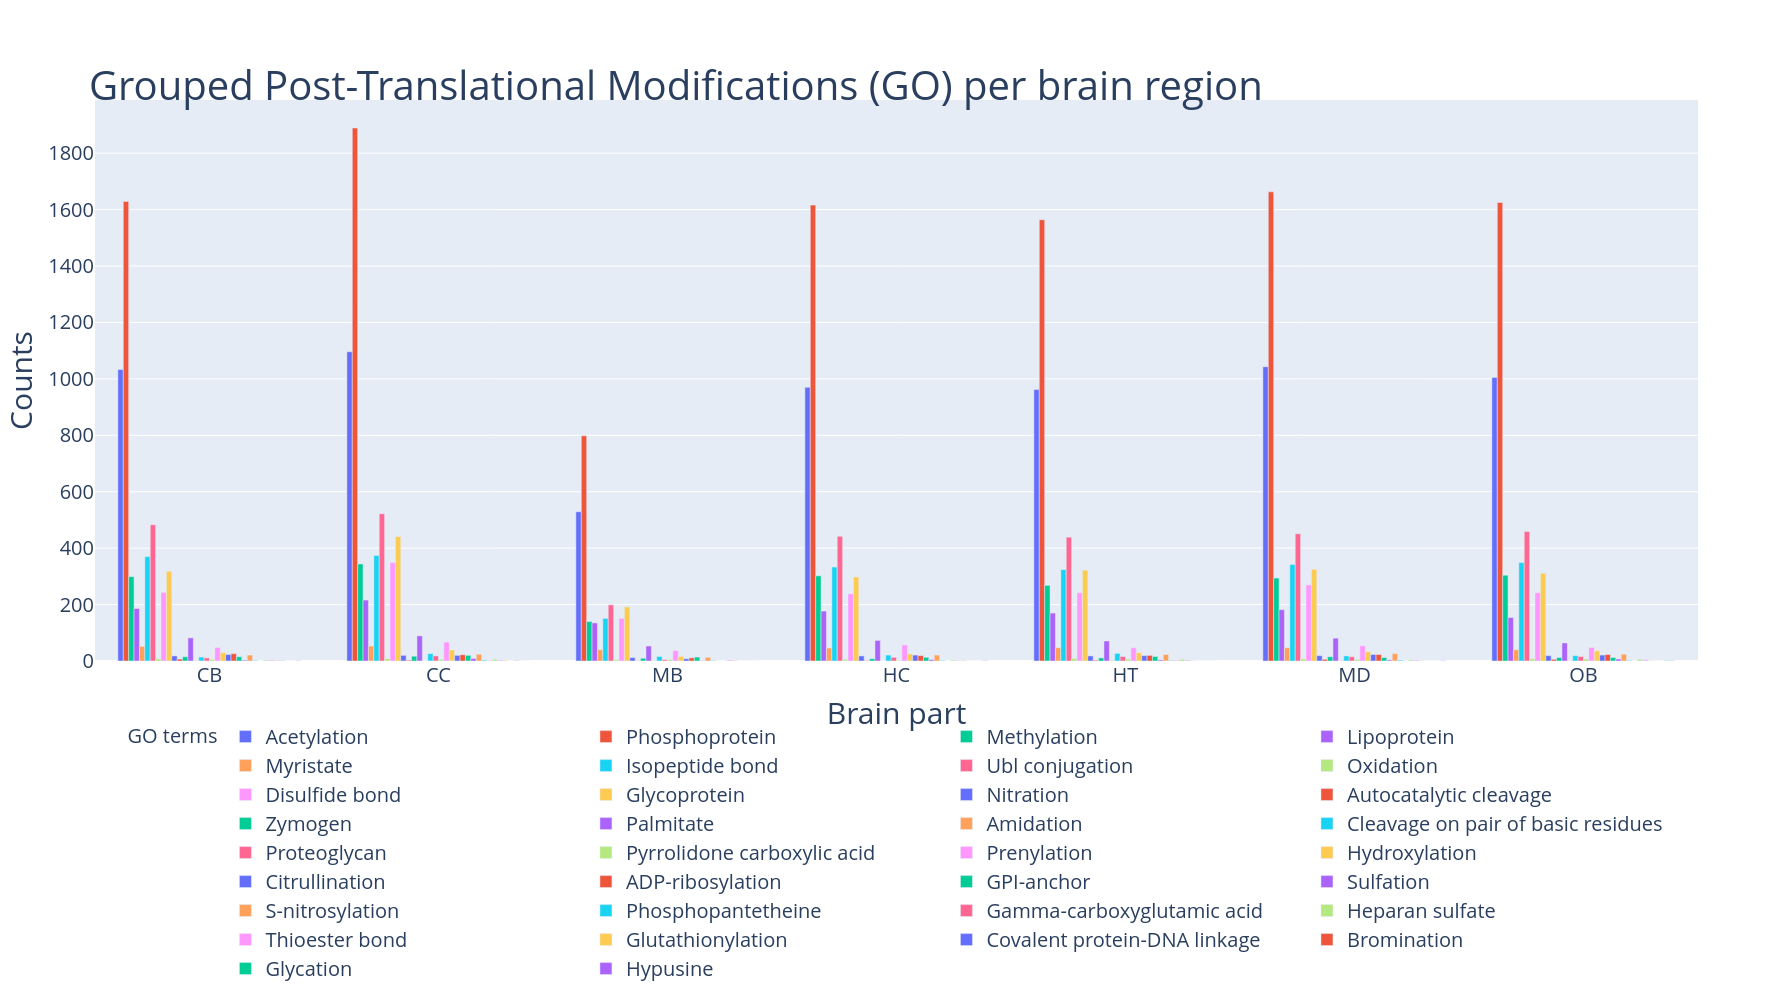 Grouped Post-Translational Modifications (GO) per brain region
1800
1600
1400
1200
1000
800
600
400
200
0
Counts
CB CC MB HC HT MD OB
Brain part
GO terms Acetylation Phosphoprotein Methylation Lipoprotein
Myristate Isopeptide bond Ubl conjugation Oxidation
Disulfide bond Glycoprotein Nitration Autocatalytic cleavage
Zymogen Palmitate Amidation Cleavage on pair of basic residues
Proteoglycan Pyrrolidone carboxylic acid Prenylation Hydroxylation
Citrullination ADP-ribosylation GPI-anchor Sulfation
S-nitrosylation Phosphopantetheine Gamma-carboxyglutamic acid Heparan sulfate
Thioester bond Glutathionylation Covalent protein-DNA linkage Bromination
Glycation Hypusine